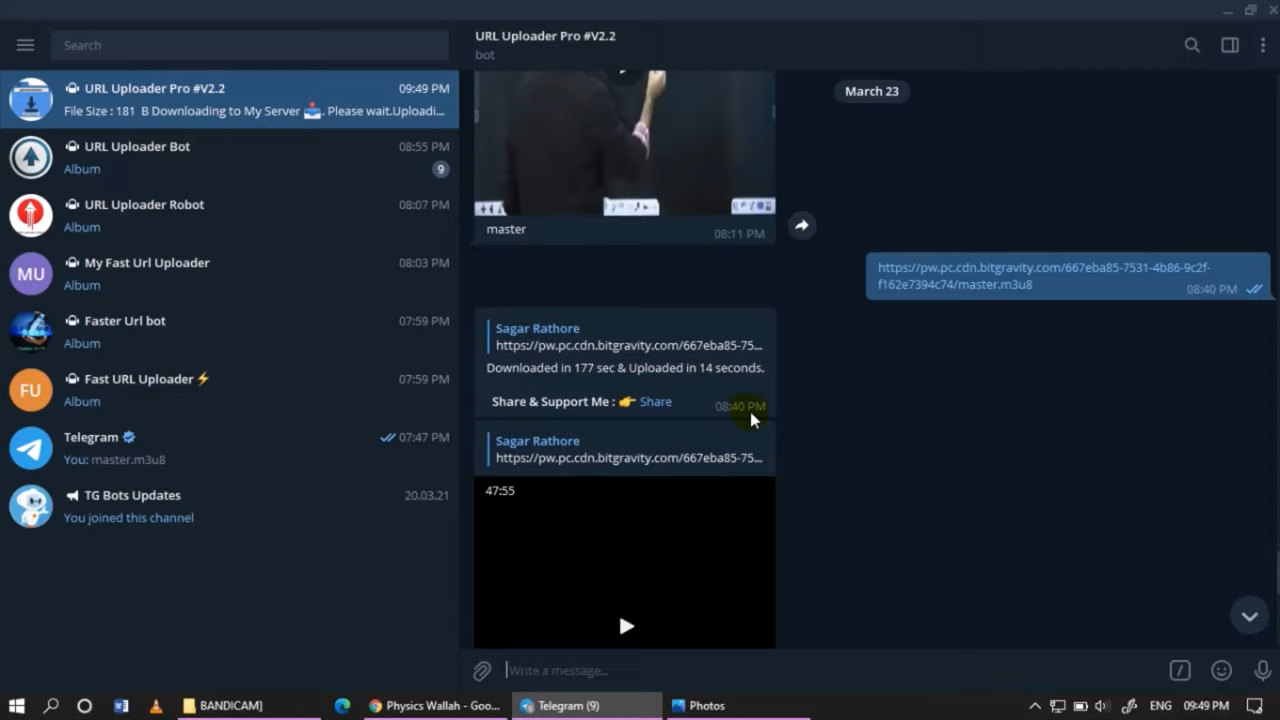 Search
URL Uploader Pro #V2.2
09:49 PM
File Size : 181 B Downloading to My Server 📥. Please wait.Uploadi...
URL Uploader Bot
08:55 PM
Album
9
URL Uploader Robot
08:07 PM
Album
MU
My Fast Url Uploader
08:03 PM
Album
Faster Url bot
07:59 PM
Album
FU
Fast URL Uploader⚡
07:59 PM
Album
Telegram
07:47 PM
You: master.m3u8
TG Bots Updates
20.03.21
You joined this channel
URL Uploader Pro #V2.2
bot
March 23
master
08:11 PM
https://pw.pc.cdn.bitgravity.com/667eba85-7531-4b86-9c2f-
f162e7394c74/master.m3u8
08:40 PM
Sagar Rathore
https://pw.pc.cdn.bitgravity.com/667eba85-75...
Downloaded in 177 sec & Uploaded in 14 seconds.
Share & Support Me : 👉 Share
08:40 PM
Sagar Rathore
https://pw.pc.cdn.bitgravity.com/667eba85-75...
47:55
Write a message...
BANDICAM]
Physics Wallah - Goo...
Telegram (9)
Photos
ENG
09:49 PM